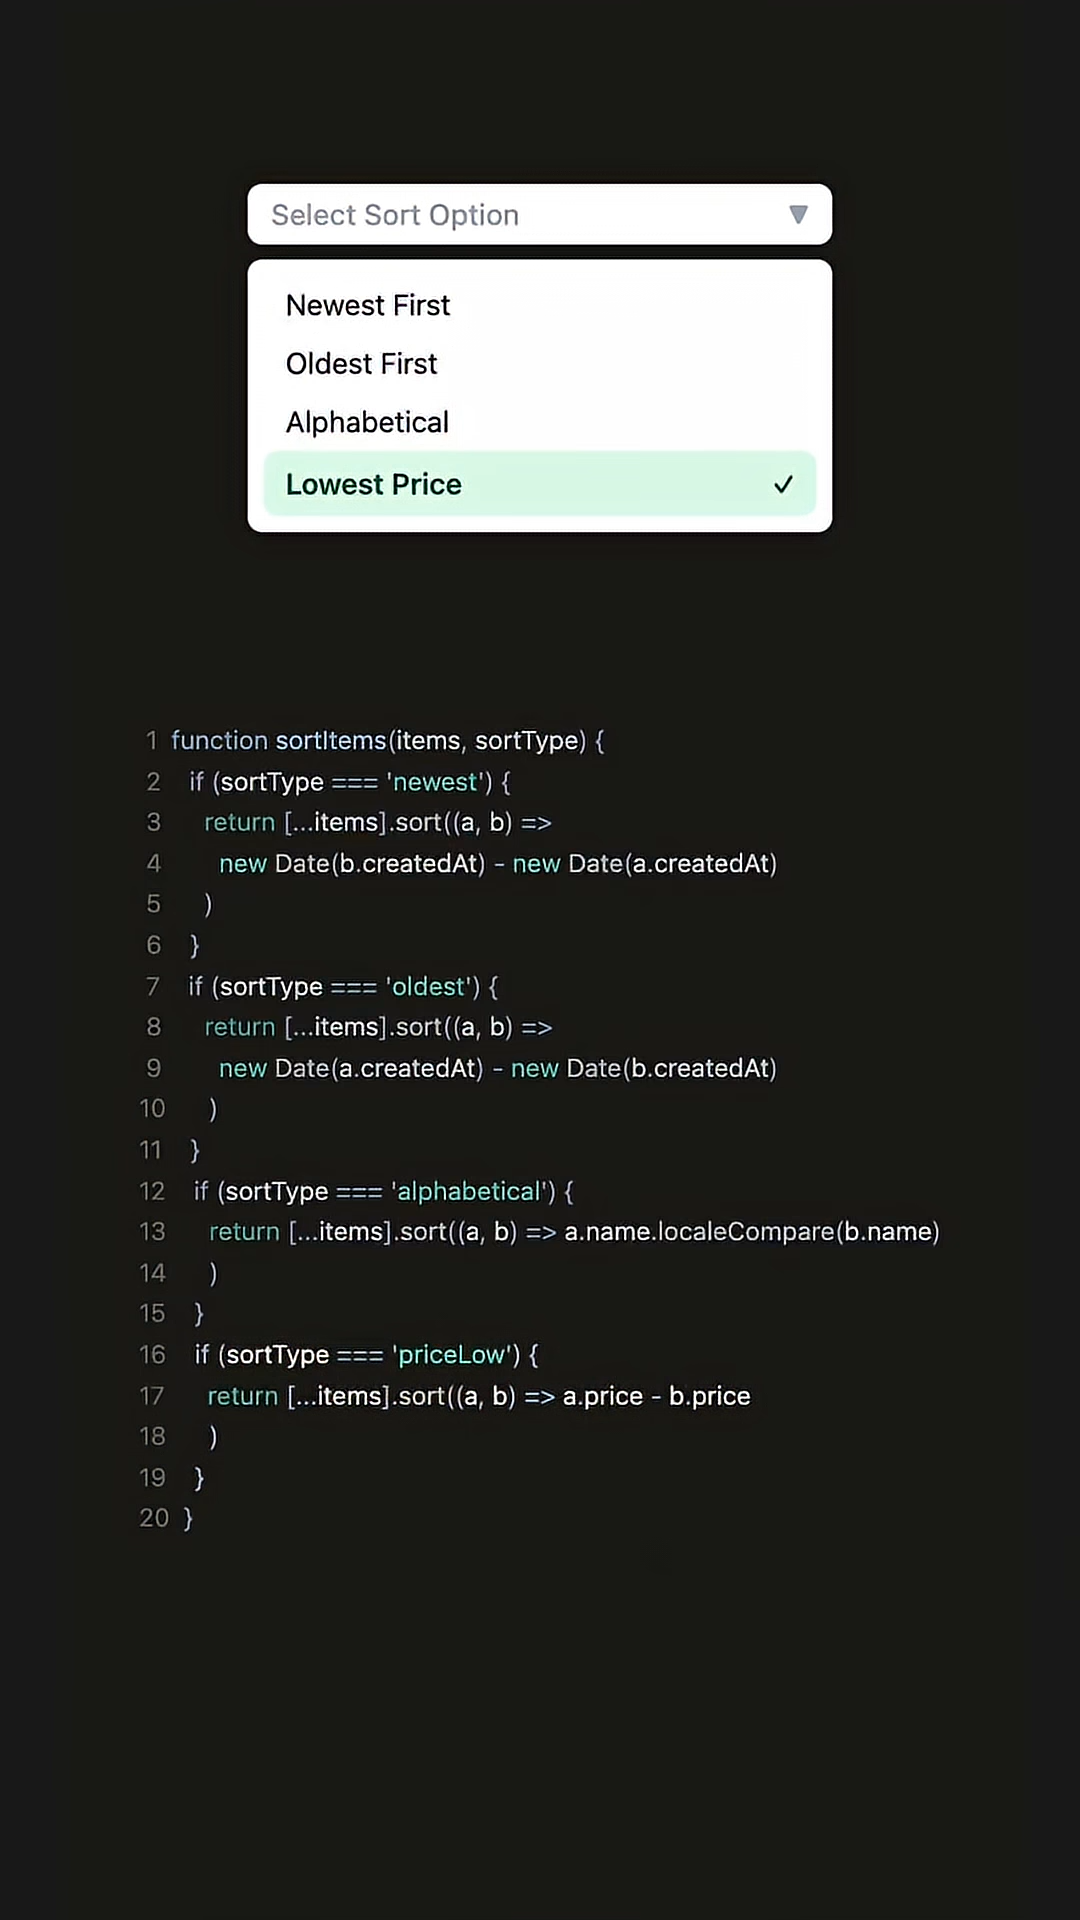 Select Sort Option ▼
Newest First
Oldest First
Alphabetical
Lowest Price ✓
1 function sortItems(items, sortType) {
2 if (sortType === 'newest') {
3 return [...items].sort((a, b) =>
4 new Date(b.createdAt) - new Date(a.createdAt)
5 )
6 }
7 if (sortType === 'oldest') {
8 return [...items].sort((a, b) =>
9 new Date(a.createdAt) - new Date(b.createdAt)
10 )
11 }
12 if (sortType === 'alphabetical') {
13 return [...items].sort((a, b) => a.name.localeCompare(b.name)
14 )
15 }
16 if (sortType === 'priceLow') {
17 return [...items].sort((a, b) => a.price - b.price
18 )
19 }
20 }